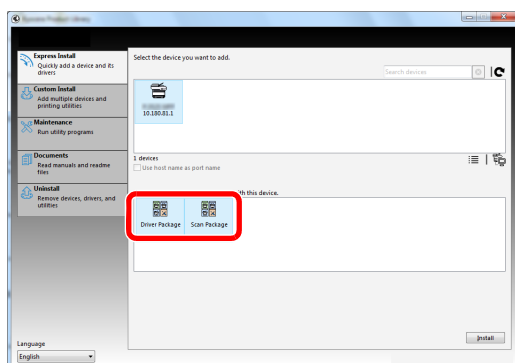 Express Install
Quickly add a device and its
drivers
Custom Install
Add multiple devices and
printing utilities
Maintenance
Run utility programs
Documents
Read manuals and readme
files
Uninstall
Remove devices, drivers, and
utilities
Language
English
Select the device you want to add.
Search devices
10.180.81.1
1 devices
Use host name as port name
th this device.
Driver Package
Scan Package
Install